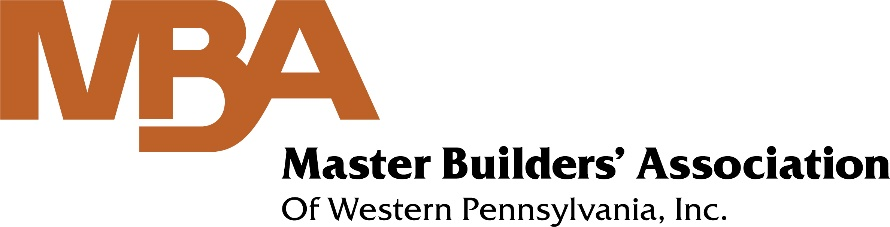 MBA
Master Builders’ Association
Of Western Pennsylvania, Inc.